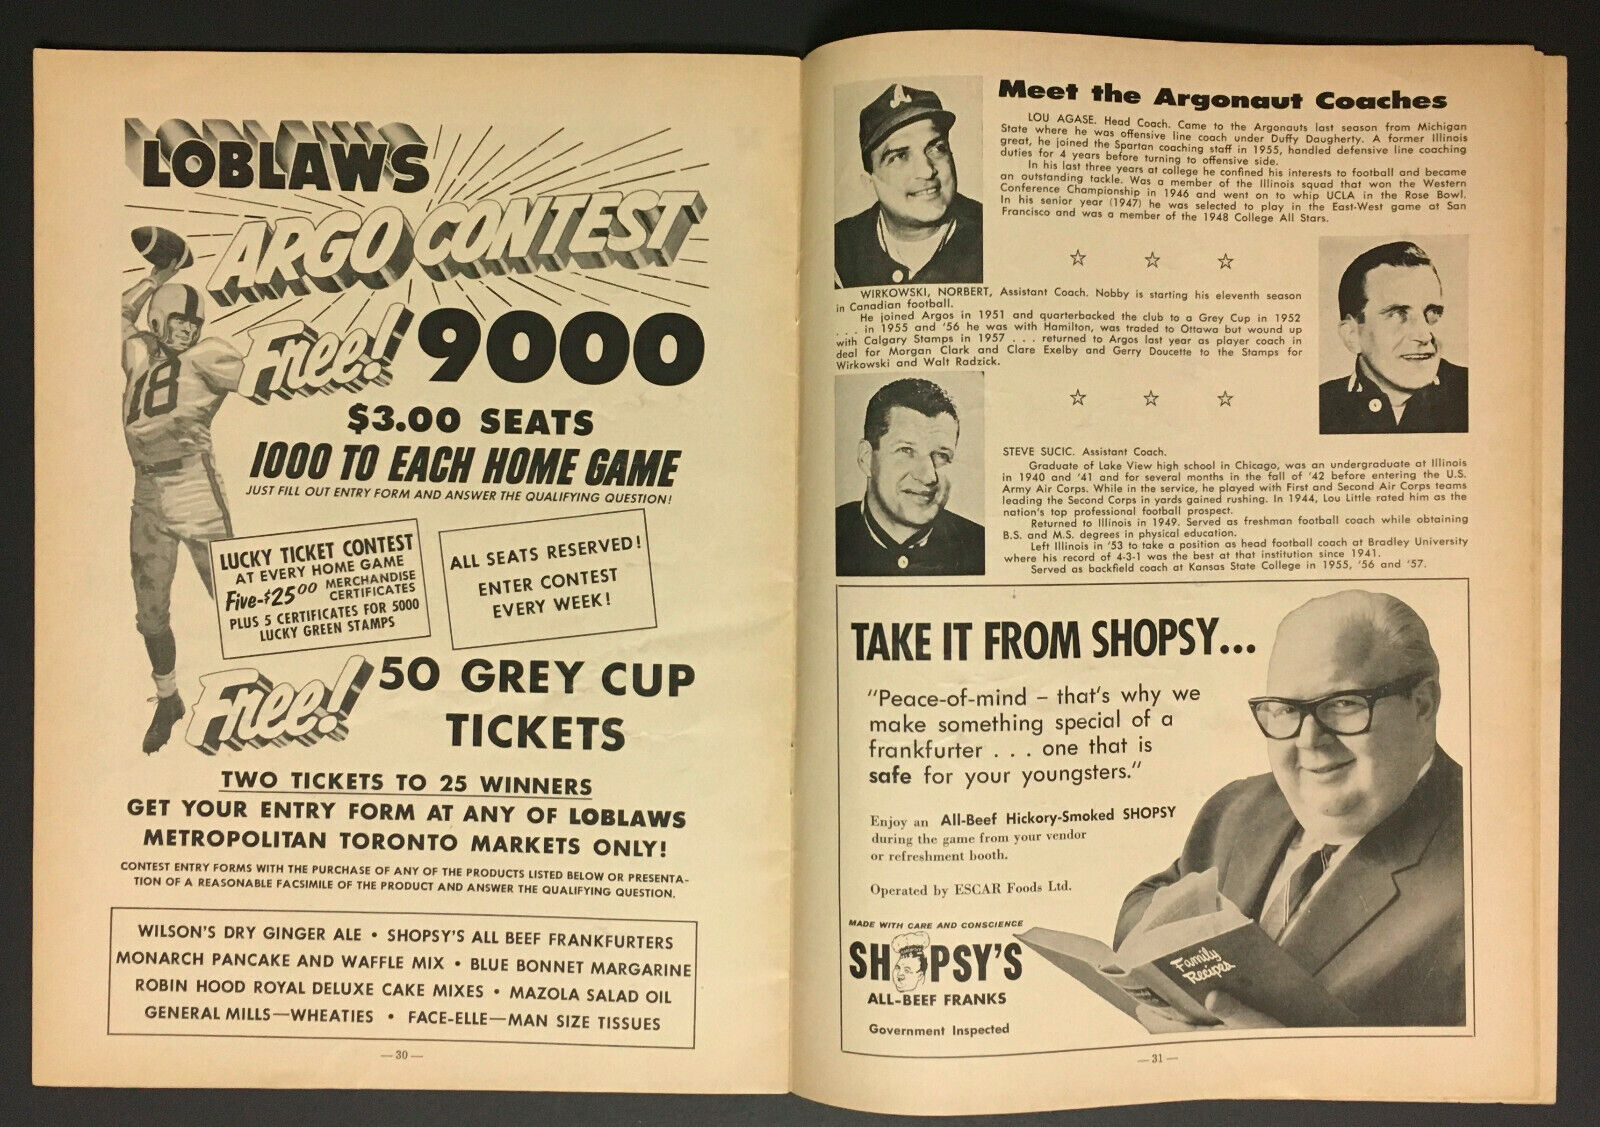 LOBLAWS
ARGO CONTEST
Free! 9000
18
$3.00 SEATS
1000 TO EACH HOME GAME
JUST FILL OUT ENTRY FORM AND ANSWER THE QUALIFYING QUESTION!
LUCKY TICKET CONTEST
AT EVERY HOME GAME
Five-$25.00 MERCHANDISE CERTIFICATES
PLUS 5 CERTIFICATES FOR 5000
LUCKY GREEN STAMPS
ALL SEATS RESERVED!
ENTER CONTEST
EVERY WEEK!
Free! 50 GREY CUP
TICKETS
TWO TICKETS TO 25 WINNERS
GET YOUR ENTRY FORM AT ANY OF LOBLAWS
METROPOLITAN TORONTO MARKETS ONLY!
CONTEST ENTRY FORMS WITH THE PURCHASE OF ANY OF THE PRODUCTS LISTED BELOW OR PRESENTA-
TION OF A REASONABLE FACSIMILE OF THE PRODUCT AND ANSWER THE QUALIFYING QUESTION.
WILSON'S DRY GINGER ALE • SHOPSY'S ALL BEEF FRANKFURTERS
MONARCH PANCAKE AND WAFFLE MIX • BLUE BONNET MARGARINE
ROBIN HOOD ROYAL DELUXE CAKE MIXES • MAZOLA SALAD OIL
GENERAL MILLS—WHEATIES • FACE-ELLE—MAN SIZE TISSUES
—30—
Meet the Argonaut Coaches
A
LOU AGASE. Head Coach. Came to the Argonauts last season from Michigan
State where he was offensive line coach under Duffy Daugherty. A former Illinois
great, he joined the Spartan coaching staff in 1955, handled defensive line coaching
duties for 4 years before turning to offensive side.
In his last three years at college he confined his interests to football and became
an outstanding tackle. Was a member of the Illinois squad that won the Western
Conference Championship in 1946 and went on to whip UCLA in the Rose Bowl.
In his senior year (1947) he was selected to play in the East-West game at San
Francisco and was a member of the 1948 College All Stars.
WIRKOWSKI, NORBERT, Assistant Coach. Nobby is starting his eleventh season
in Canadian football.
He joined Argos in 1951 and quarterbacked the club to a Grey Cup in 1952
. . . in 1955 and '56 he was with Hamilton, was traded to Ottawa but wound up
with Calgary Stamps in 1957 . . . returned to Argos last year as player coach in
deal for Morgan Clark and Clare Exelby and Gerry Doucette to the Stamps for
Wirkowski and Walt Radzick.
STEVE SUCIC. Assistant Coach.
Graduate of Lake View high school in Chicago, was an undergraduate at Illinois
in 1940 and '41 and for several months in the fall of '42 before entering the U.S.
Army Air Corps. While in the service, he played with First and Second Air Corps teams
leading the Second Corps in yards gained rushing. In 1944, Lou Little rated him as the
nation's top professional football prospect.
Returned to Illinois in 1949. Served as freshman football coach while obtaining
B.S. and M.S. degrees in physical education.
Left Illinois in '53 to take a position as head football coach at Bradley University
where his record of 4-3-1 was the best at that institution since 1941.
Served as backfield coach at Kansas State College in 1955, '56 and '57.
TAKE IT FROM SHOPSY...
"Peace-of-mind – that's why we
make something special of a
frankfurter . . . one that is
safe for your youngsters."
Enjoy an All-Beef Hickory-Smoked SHOPSY
during the game from your vendor
or refreshment booth.
Operated by ESCAR Foods Ltd.
MADE WITH CARE AND CONSCIENCE
SHOPSY'S
ALL-BEEF FRANKS
Government Inspected
Family
Recipes
—31—